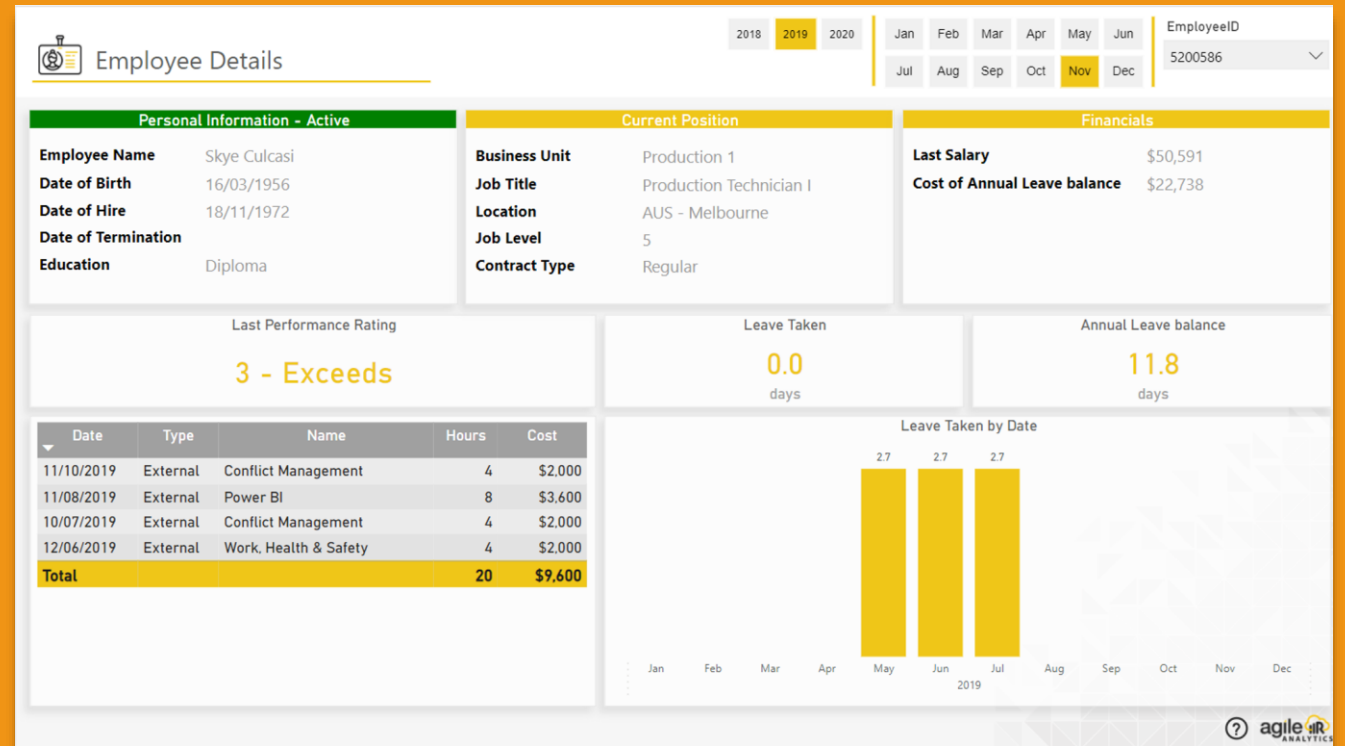 Employee Details
2018 2019 2020
Jan Feb Mar Apr May Jun
Jul Aug Sep Oct Nov Dec
EmployeeID
5200586
Personal Information - Active
Employee Name Skye Culcasi
Date of Birth 16/03/1956
Date of Hire 18/11/1972
Date of Termination
Education Diploma
Current Position
Business Unit Production 1
Job Title Production Technician I
Location AUS - Melbourne
Job Level 5
Contract Type Regular
Financials
Last Salary $50,591
Cost of Annual Leave balance $22,738
Last Performance Rating
3 - Exceeds
Leave Taken
0.0
days
Annual Leave balance
11.8
days
Date Type Name Hours Cost
11/10/2019 External Conflict Management 4 $2,000
11/08/2019 External Power BI 8 $3,600
10/07/2019 External Conflict Management 4 $2,000
12/06/2019 External Work, Health & Safety 4 $2,000
Total 20 $9,600
Leave Taken by Date
2.7 2.7 2.7
Jan Feb Mar Apr May Jun Jul Aug Sep Oct Nov Dec
2019
? agile
ANALYTICS